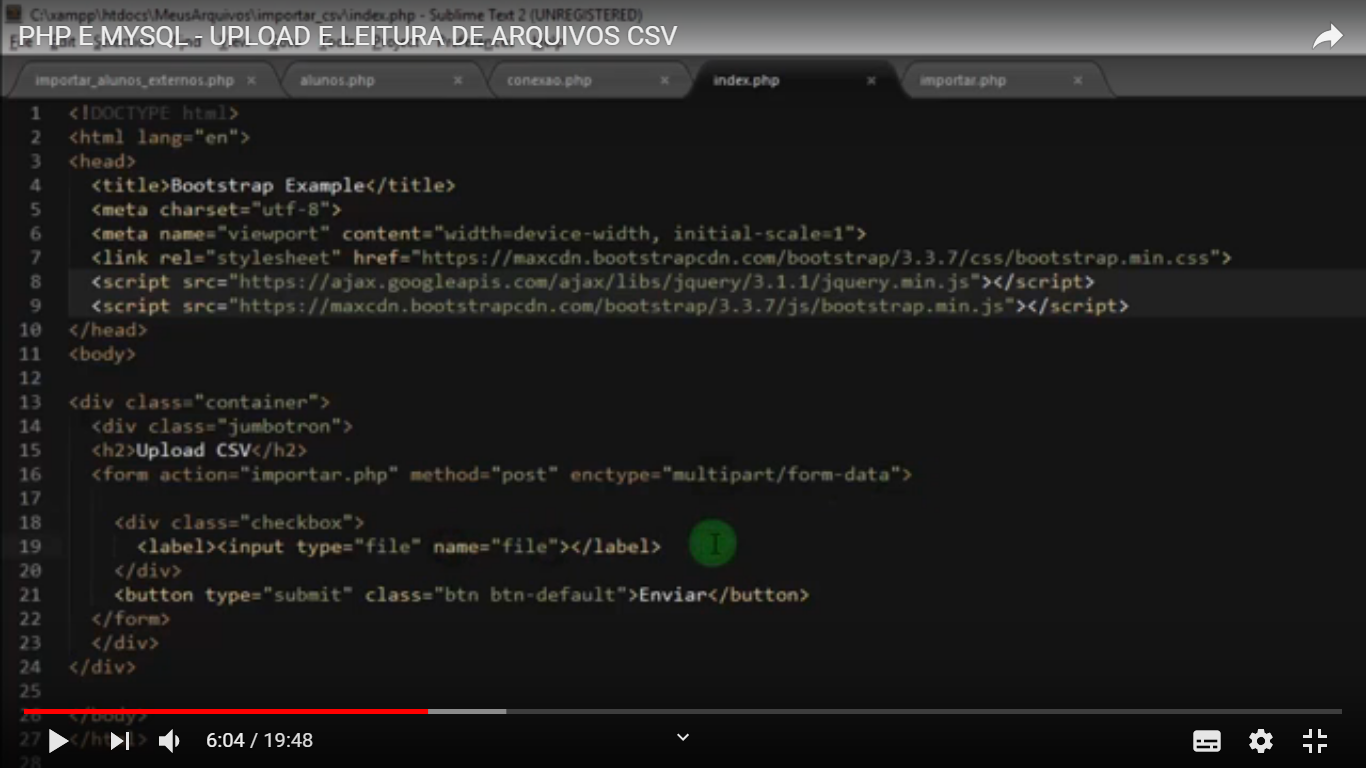 C:\xampp\htdocs\MeusArquivos\importar_csv\index.php - Sublime Text 2 (UNREGISTERED)
PHP E MYSQL - UPLOAD E LEITURA DE ARQUIVOS CSV
importar_alunos_externos.php × alunos.php × conexao.php × index.php × importar.php ×
1 <!DOCTYPE html>
2 <html lang="en">
3 <head>
4 <title>Bootstrap Example</title>
5 <meta charset="utf-8">
6 <meta name="viewport" content="width=device-width, initial-scale=1">
7 <link rel="stylesheet" href="https://maxcdn.bootstrapcdn.com/bootstrap/3.3.7/css/bootstrap.min.css">
8 <script src="https://ajax.googleapis.com/ajax/libs/jquery/3.1.1/jquery.min.js"></script>
9 <script src="https://maxcdn.bootstrapcdn.com/bootstrap/3.3.7/js/bootstrap.min.js"></script>
10 </head>
11 <body>
12
13 <div class="container">
14 <div class="jumbotron">
15 <h2>Upload CSV</h2>
16 <form action="importar.php" method="post" enctype="multipart/form-data">
17
18 <div class="checkbox">
19 <label><input type="file" name="file"></label>
20 </div>
21 <button type="submit" class="btn btn-default">Enviar</button>
22 </form>
23 </div>
24 </div>
25
26 </body>
27 </html>
28
6:04 / 19:48